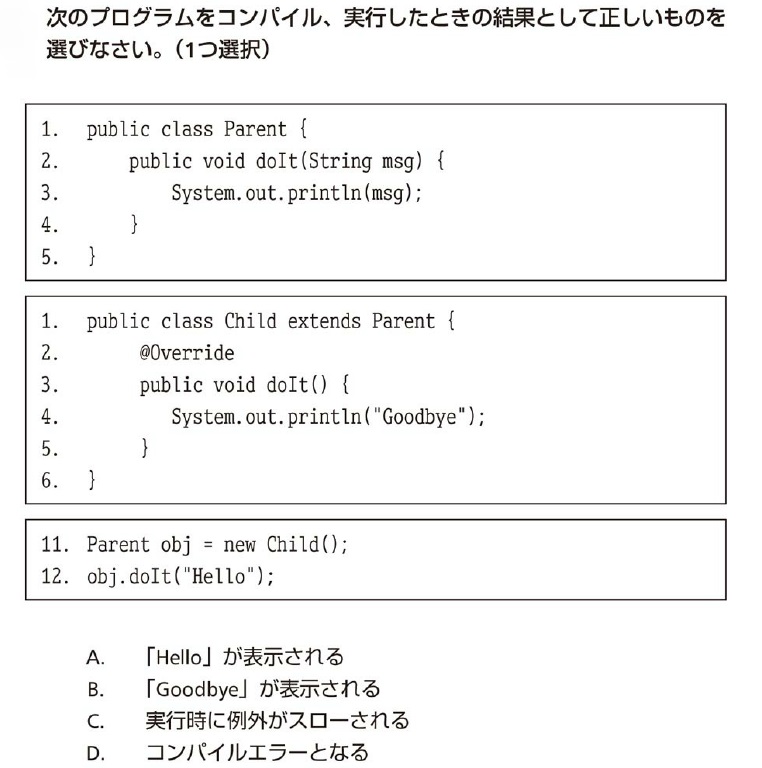 次のプログラムをコンパイル、実行したときの結果として正しいものを
選びなさい。（1つ選択）
1. public class Parent {
2. public void doIt(String msg) {
3. System.out.println(msg);
4. }
5. }
1. public class Child extends Parent {
2. @Override
3. public void doIt() {
4. System.out.println("Goodbye");
5. }
6. }
11. Parent obj = new Child();
12. obj.doIt("Hello");
A. 「Hello」が表示される
B. 「Goodbye」が表示される
C. 実行時に例外がスローされる
D. コンパイルエラーとなる